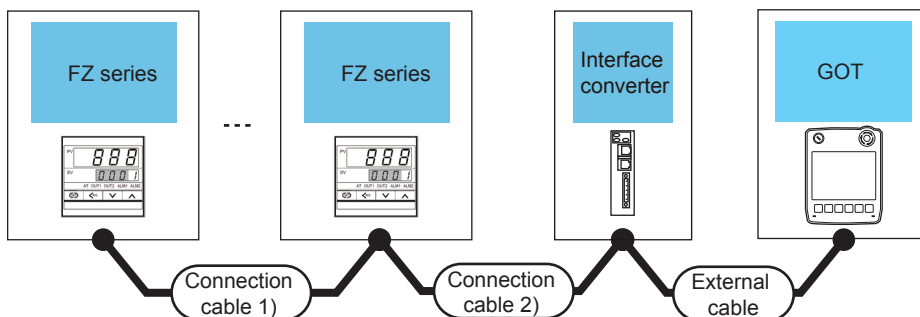 FZ series
FZ series
Interface
converter
GOT
---
PV
888
SV
0001
AT OUT1 OUT2 ALM1 ALM2
PV
888
SV
0001
AT OUT1 OUT2 ALM1 ALM2
Connection
cable 1)
Connection
cable 2)
External
cable